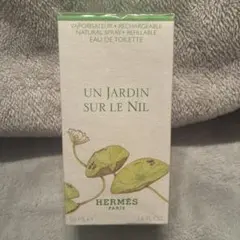 VAPORISATEUR • RECHARGEABLE
NATURAL SPRAY • REFILLABLE
EAU DE TOILETTE
UN JARDIN
SUR LE NIL
HERMÈS
PARIS